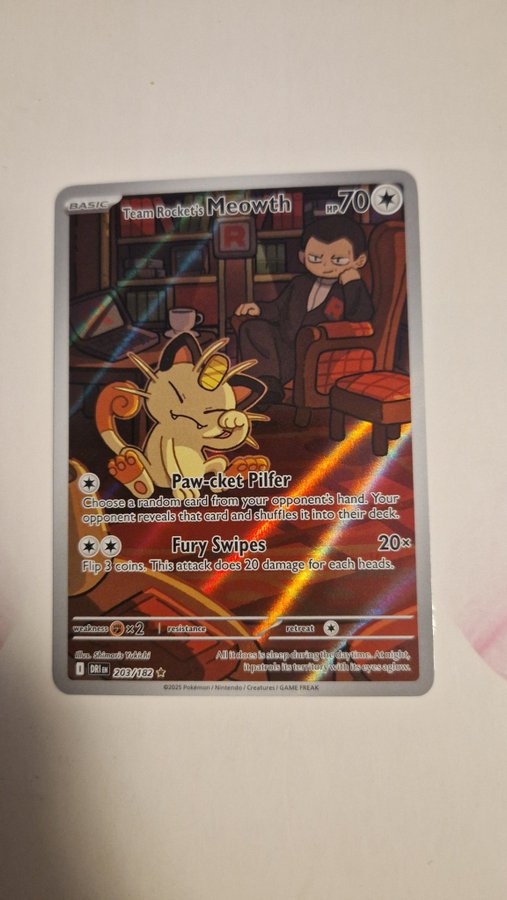 BASIC
Team Rocket's Meowth HP70
R
Paw-cket Pilfer
Choose a random card from your opponent's hand. Your
opponent reveals that card and shuffles it into their deck.
Fury Swipes 20×
Flip 3 coins. This attack does 20 damage for each heads.
weakness ×2 resistance retreat
Illus. Shimaris Yukichi
All it does is sleep during the daytime. At night,
it patrols its territory with its eyes aglow.
I DRI EN 203/182
©2025 Pokémon / Nintendo / Creatures / GAME FREAK